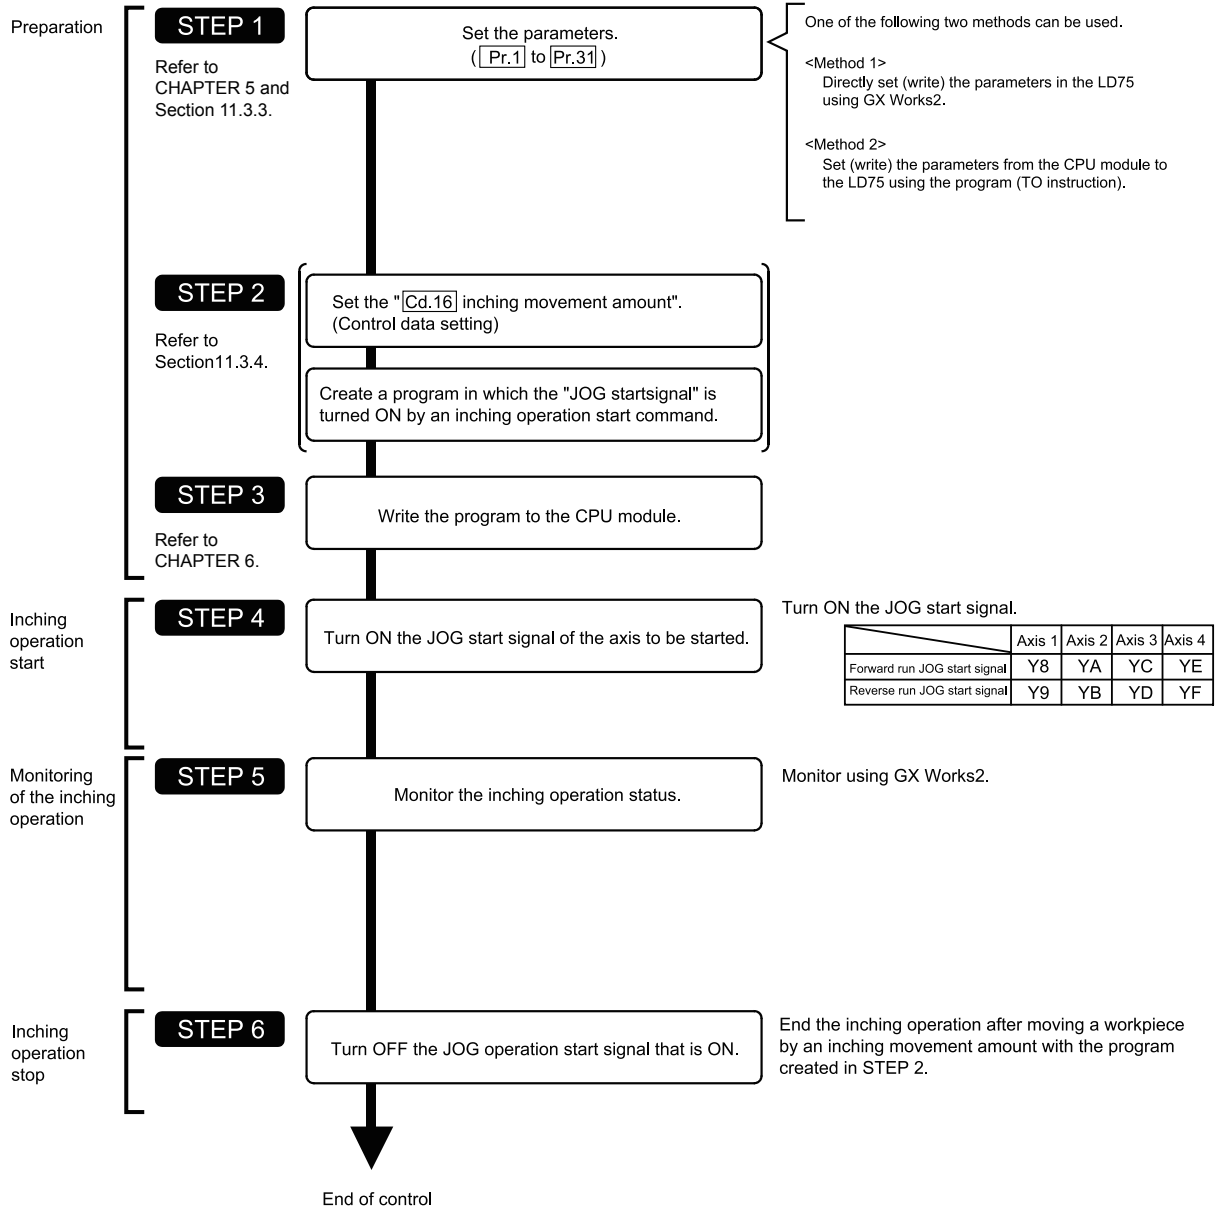 Preparation
STEP 1
Refer to
CHAPTER 5 and
Section 11.3.3.
Set the parameters.
( Pr.1 to Pr.31 )
One of the following two methods can be used.
<Method 1>
Directly set (write) the parameters in the LD75
using GX Works2.
<Method 2>
Set (write) the parameters from the CPU module to
the LD75 using the program (TO instruction).
STEP 2
Refer to
Section11.3.4.
Set the " Cd.16 inching movement amount".
(Control data setting)
Create a program in which the "JOG startsignal" is
turned ON by an inching operation start command.
STEP 3
Refer to
CHAPTER 6.
Write the program to the CPU module.
Inching
operation
start
STEP 4
Turn ON the JOG start signal of the axis to be started.
Turn ON the JOG start signal.
Axis 1 Axis 2 Axis 3 Axis 4
Forward run JOG start signal Y8 YA YC YE
Reverse run JOG start signal Y9 YB YD YF
Monitoring
of the inching
operation
STEP 5
Monitor the inching operation status.
Monitor using GX Works2.
Inching
operation
stop
STEP 6
Turn OFF the JOG operation start signal that is ON.
End the inching operation after moving a workpiece
by an inching movement amount with the program
created in STEP 2.
End of control